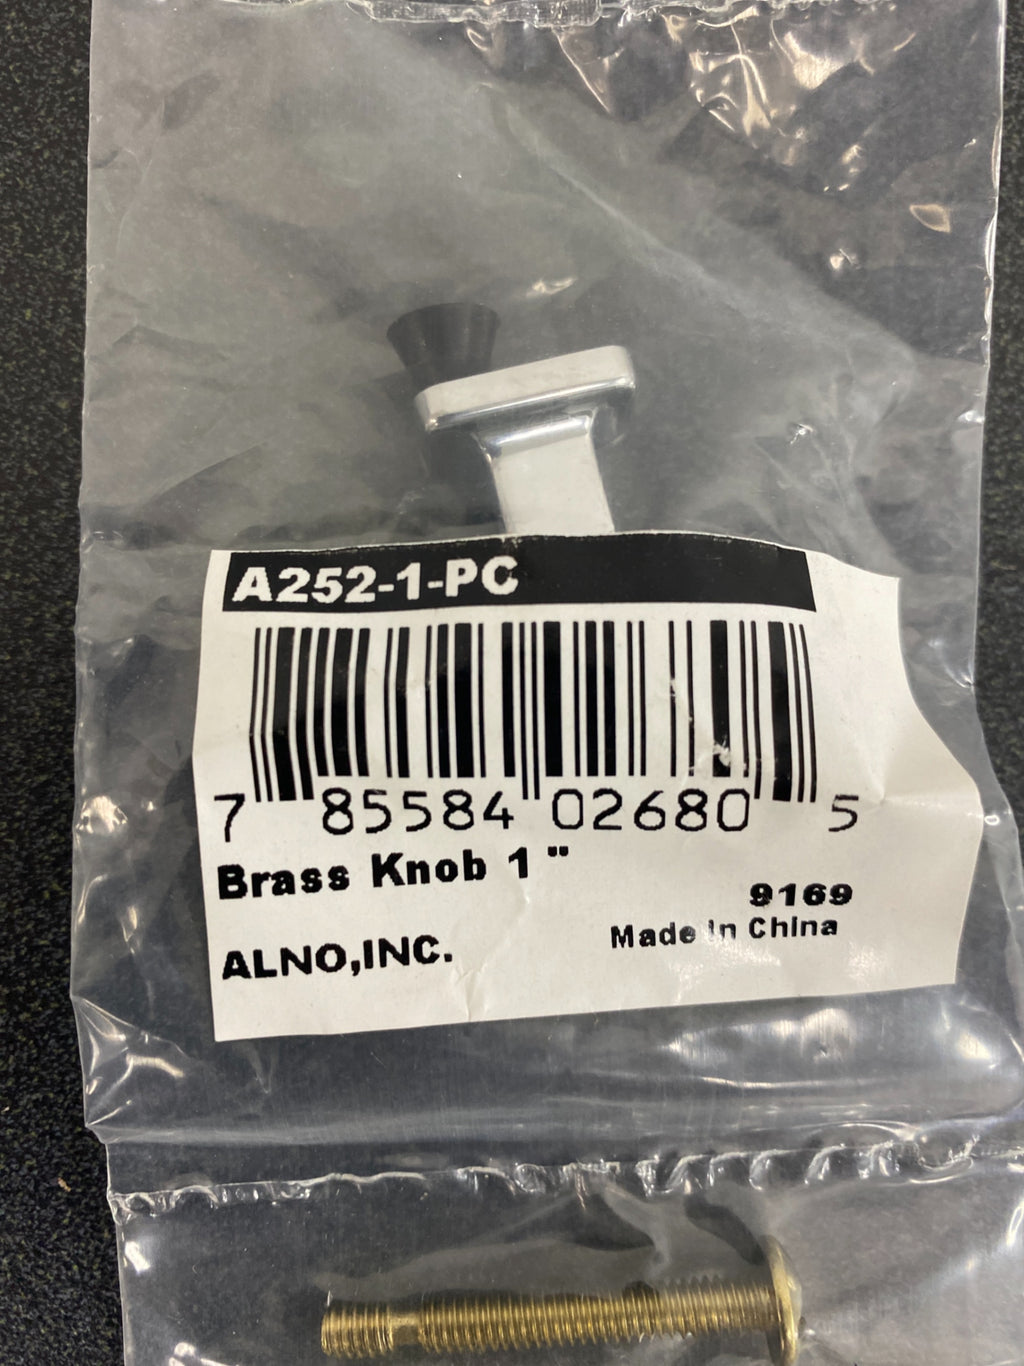 A252-1-PC
7 85584 02680 5
Brass Knob 1 "
9169
Made In China
ALNO,INC.